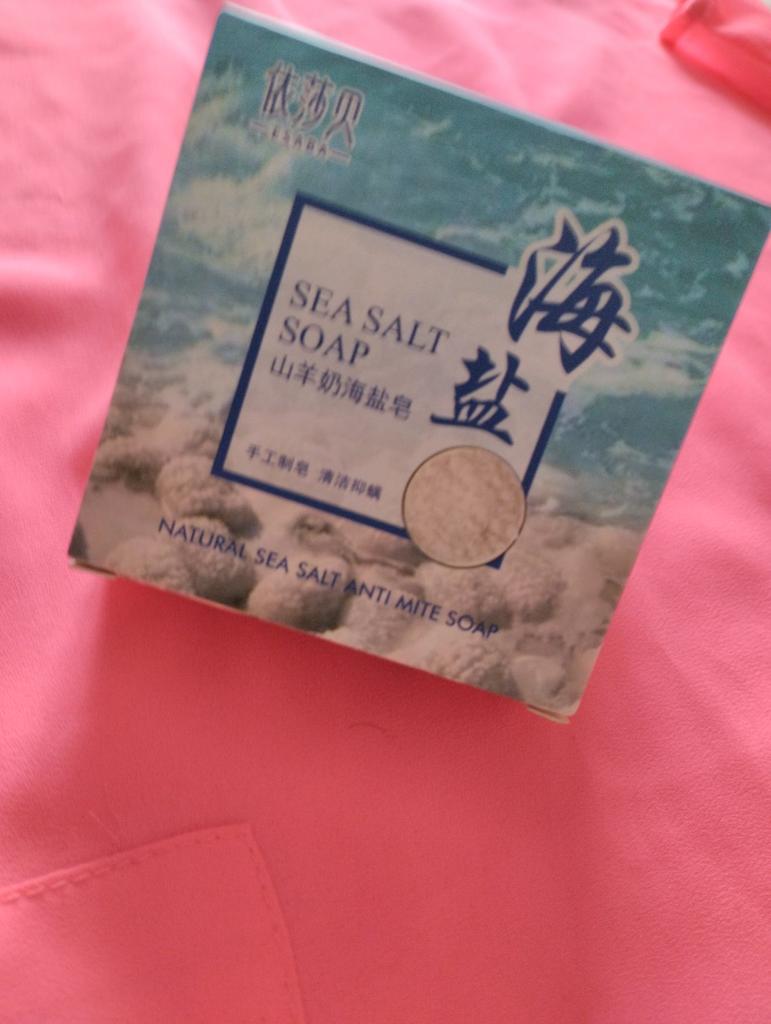 依莎贝
ESABA
海盐
SEA SALT
SOAP
山羊奶海盐皂
手工制皂 清洁抑螨
NATURAL SEA SALT ANTI MITE SOAP